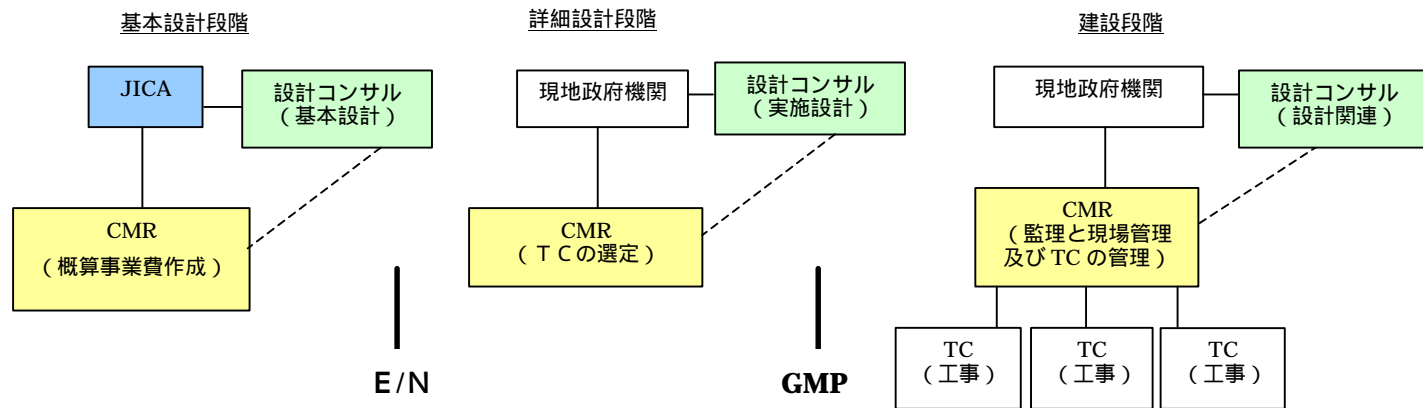 基本設計段階
JICA
設計コンサル
(基本設計)
CMR
(概算事業費作成)
E/N
詳細設計段階
現地政府機関
設計コンサル
(実施設計)
CMR
(TCの選定)
GMP
建設段階
現地政府機関
設計コンサル
(設計関連)
CMR
(監理と現場管理
及び TC の管理)
TC
(工事)
TC
(工事)
TC
(工事)